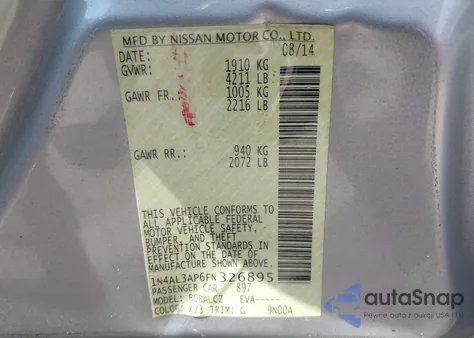 MFD BY NISSAN MOTOR CO., LTD.
DATE: 08/14
GVWR: 1910 KG
4211 LB
GAWR FR.: 1005 KG
2216 LB
GAWR RR.: 940 KG
2072 LB
THIS VEHICLE CONFORMS TO
ALL APPLICABLE FEDERAL
MOTOR VEHICLE SAFETY,
BUMPER, AND THEFT
PREVENTION STANDARDS IN
EFFECT ON THE DATE OF
MANUFACTURE SHOWN ABOVE.
1N4AL3AP6FN326895
PASSENGER CAR 897
MODEL: BDBALCZ EVA-----
COLOR: K23 TRIM: G 9N00A
autoSnap